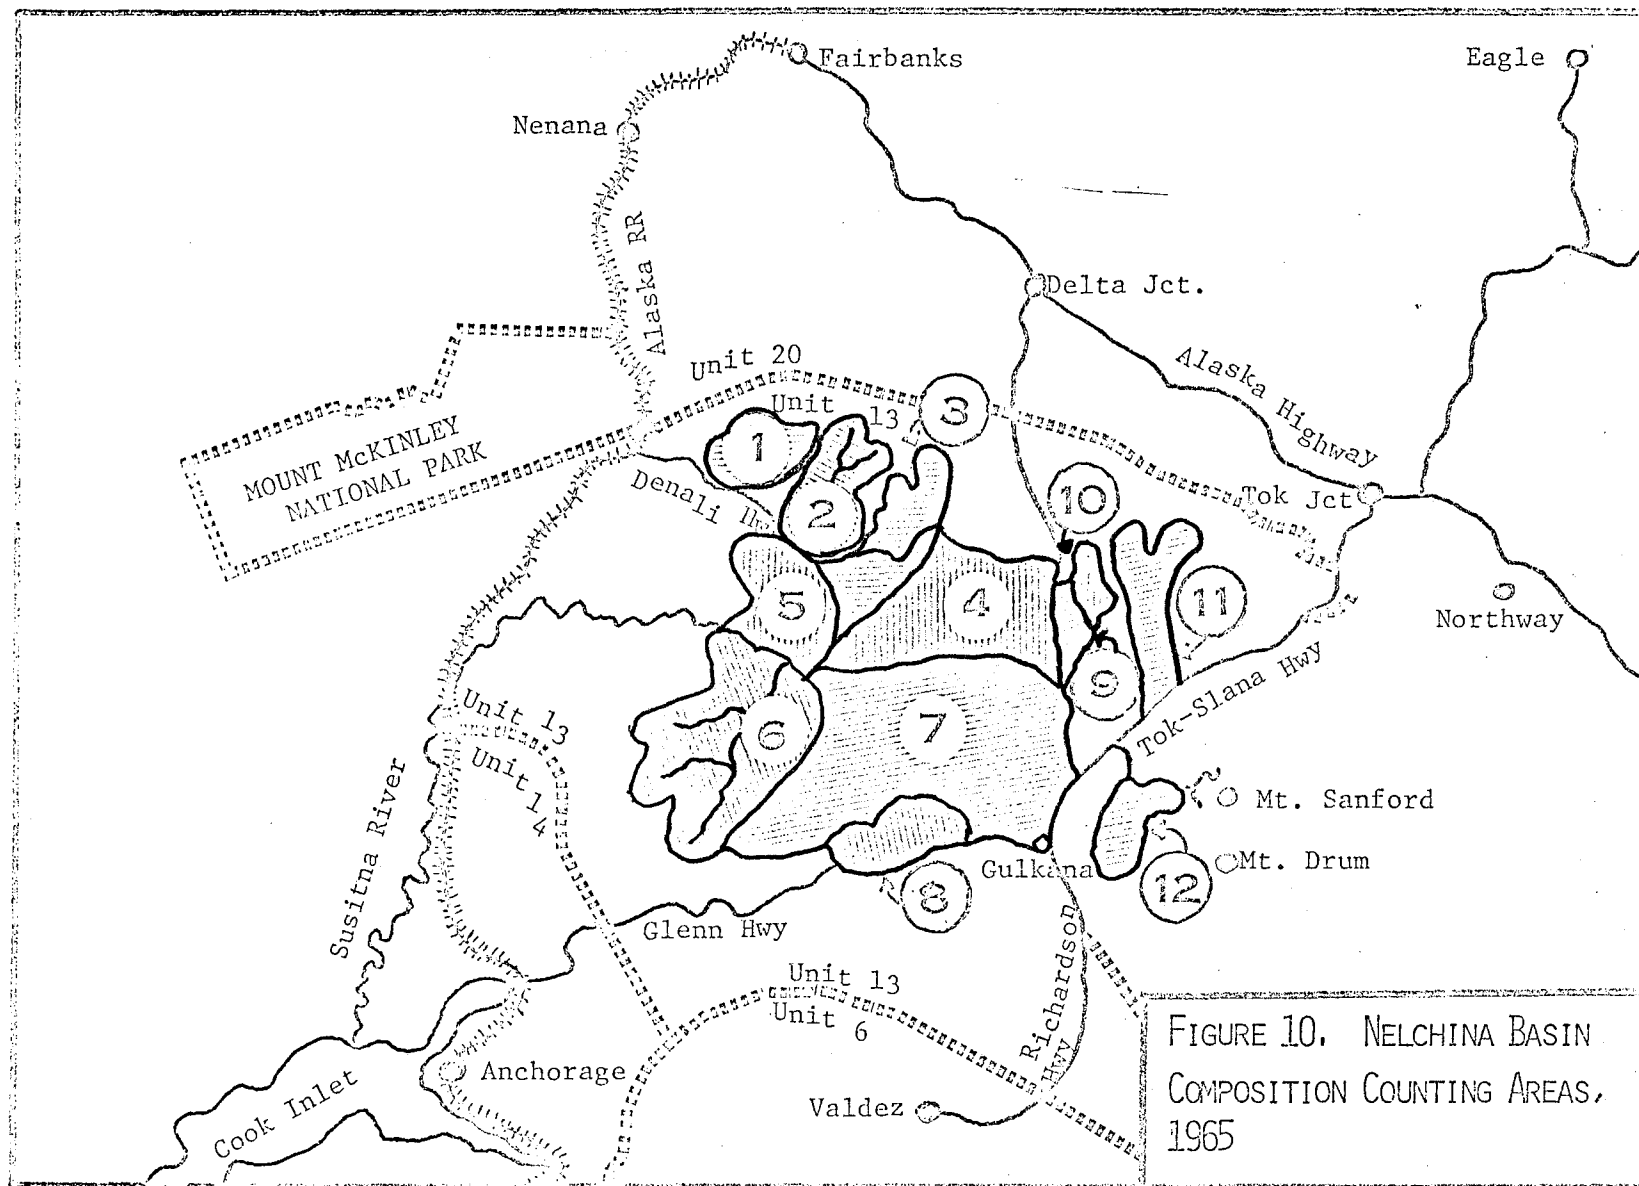 Fairbanks
Eagle
Nenana
Alaska RR
Delta Jct.
Alaska Highway
Unit 20
Unit 13
3
1
2
MOUNT McKINLEY
NATIONAL PARK
Denali
10
Tok Jct
5
4
11
Northway
9
Tok-Slana Hwy
6
7
Unit 13
Unit 14
Susitna River
Mt. Sanford
Mt. Drum
Gulkana
8
12
Glenn Hwy
Richardson
Hwy
Unit 13
Unit 6
Anchorage
Cook Inlet
Valdez
FIGURE 10. NELCHINA BASIN
COMPOSITION COUNTING AREAS,
1965